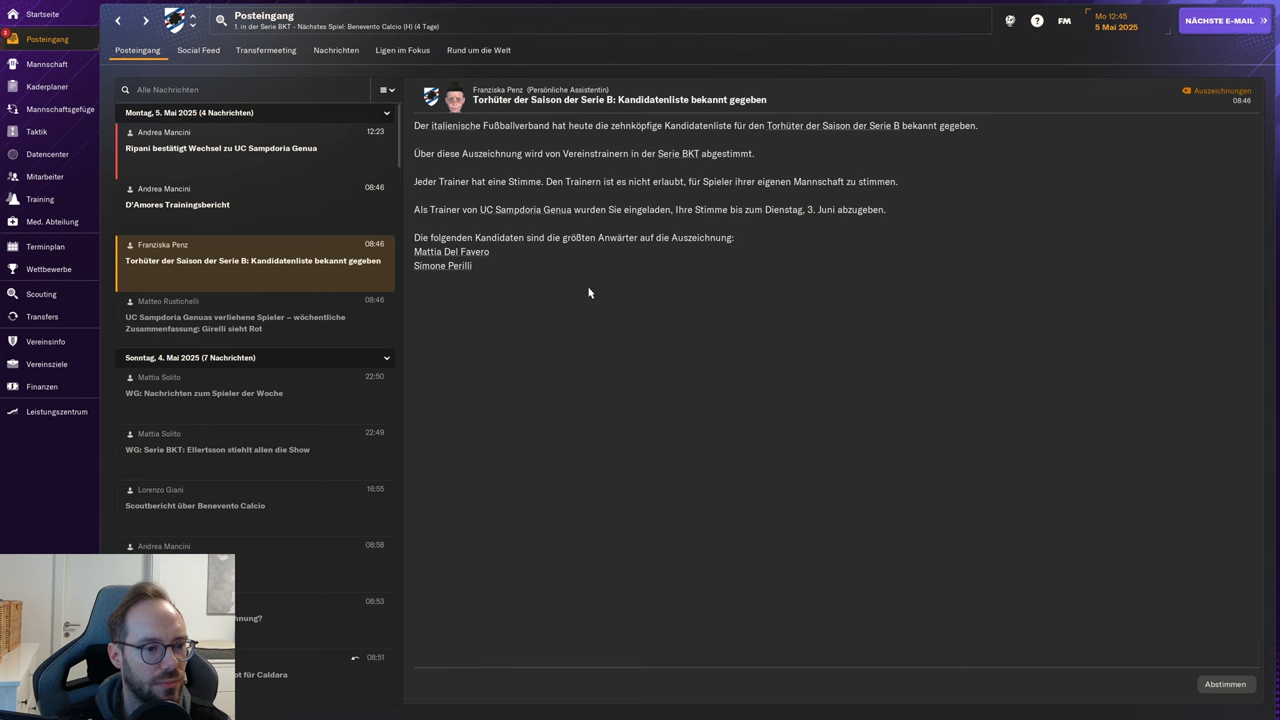 Startseite
2
Posteingang
Mannschaft
Kaderplaner
Mannschaftsgefüge
Taktik
Datencenter
Mitarbeiter
Training
Med. Abteilung
Terminplan
Wettbewerbe
Scouting
Transfers
Vereinsinfo
Vereinsziele
Finanzen
Leistungszentrum
Posteingang
1. in der Serie BKT - Nächstes Spiel: Benevento Calcio (H) (4 Tage)
?
FM
Mo 12:45
5 Mai 2025
NÄCHSTE E-MAIL
Posteingang
Social Feed
Transfermeeting
Nachrichten
Ligen im Fokus
Rund um die Welt
Alle Nachrichten
Montag, 5. Mai 2025 (4 Nachrichten)
Andrea Mancini 12:23
Ripani bestätigt Wechsel zu UC Sampdoria Genua
Andrea Mancini 08:46
D'Amores Trainingsbericht
Franziska Penz 08:46
Torhüter der Saison der Serie B: Kandidatenliste bekannt gegeben
Matteo Rustichelli 08:46
UC Sampdoria Genuas verliehene Spieler – wöchentliche
Zusammenfassung: Girelli sieht Rot
Sonntag, 4. Mai 2025 (7 Nachrichten)
Mattia Solito 22:50
WG: Nachrichten zum Spieler der Woche
Mattia Solito 22:49
WG: Serie BKT: Ellertsson stiehlt allen die Show
Lorenzo Giani 16:55
Scoutbericht über Benevento Calcio
Andrea Mancini 08:58
08:53
08:51
für Caldara
Franziska Penz (Persönliche Assistentin)
Torhüter der Saison der Serie B: Kandidatenliste bekannt gegeben
Auszeichnungen
08:46
Der italienische Fußballverband hat heute die zehnköpfige Kandidatenliste für den Torhüter der Saison der Serie B bekannt gegeben.
Über diese Auszeichnung wird von Vereinstrainern in der Serie BKT abgestimmt.
Jeder Trainer hat eine Stimme. Den Trainern ist es nicht erlaubt, für Spieler ihrer eigenen Mannschaft zu stimmen.
Als Trainer von UC Sampdoria Genua wurden Sie eingeladen, Ihre Stimme bis zum Dienstag, 3. Juni abzugeben.
Die folgenden Kandidaten sind die größten Anwärter auf die Auszeichnung:
Mattia Del Favero
Simone Perilli
Abstimmen